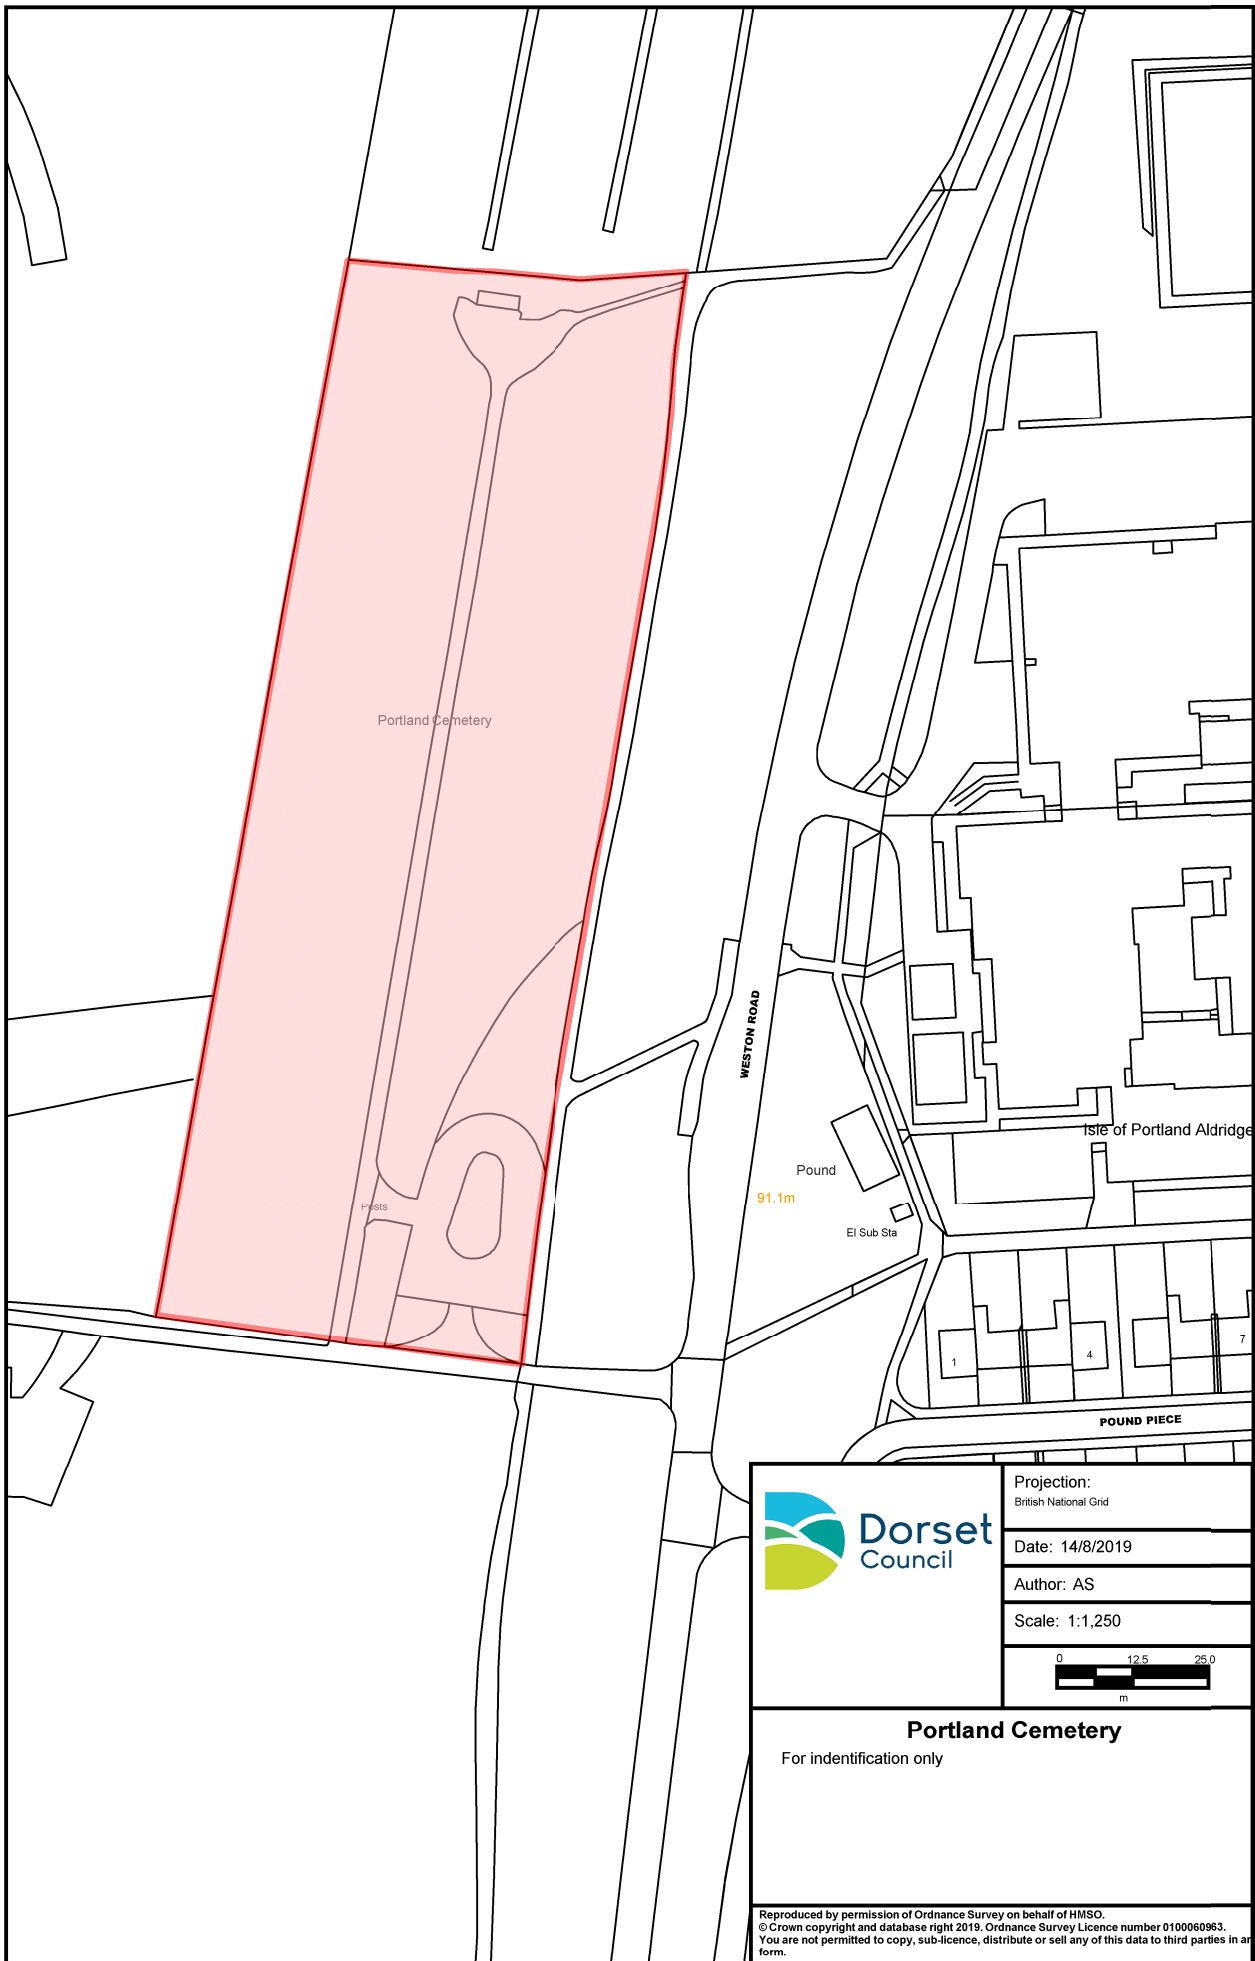 Portland Cemetery
WESTON ROAD
Isle of Portland Aldridge
Pound
91.1m
Posts
El Sub Sta
1
4
7
POUND PIECE
Dorset
Council
Projection:
British National Grid
Date: 14/8/2019
Author: AS
Scale: 1:1,250
0 12.5 25.0
m
Portland Cemetery
For indentification only
Reproduced by permission of Ordnance Survey on behalf of HMSO.
© Crown copyright and database right 2019. Ordnance Survey Licence number 0100060963.
You are not permitted to copy, sub-licence, distribute or sell any of this data to third parties in
form.